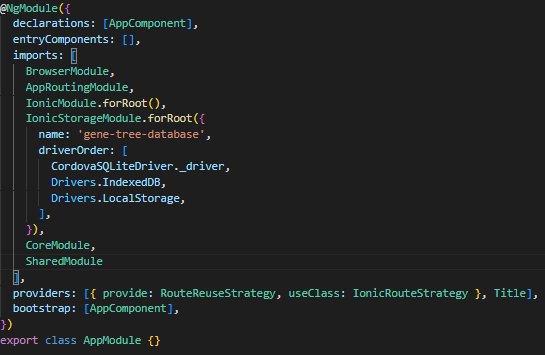 @NgModule({
declarations: [AppComponent],
entryComponents: [],
imports: [
BrowserModule,
AppRoutingModule,
IonicModule.forRoot(),
IonicStorageModule.forRoot({
name: 'gene-tree-database',
driverOrder: [
CordovaSQLiteDriver._driver,
Drivers.IndexedDB,
Drivers.LocalStorage,
],
}),
CoreModule,
SharedModule
],
providers: [{ provide: RouteReuseStrategy, useClass: IonicRouteStrategy }, Title],
bootstrap: [AppComponent],
})
export class AppModule {}